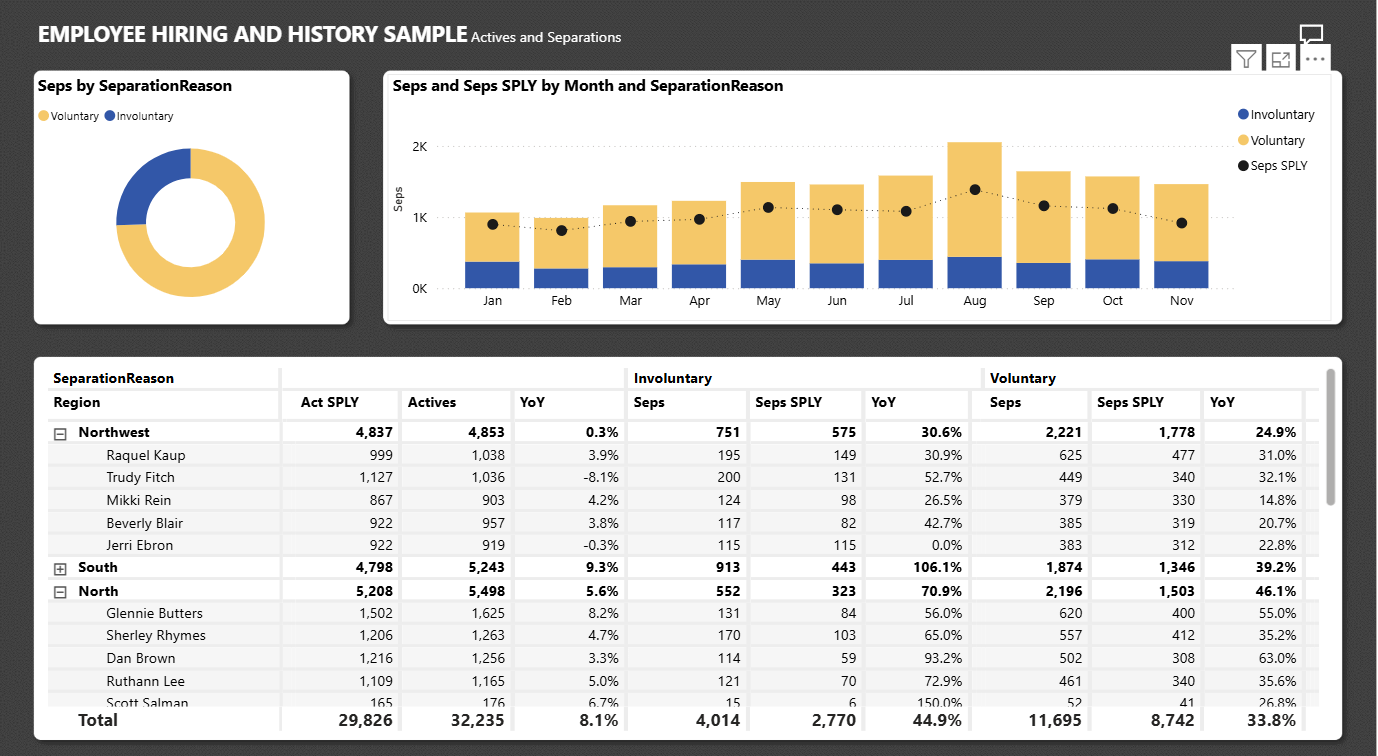 EMPLOYEE HIRING AND HISTORY SAMPLE Actives and Separations
Seps by SeparationReason
Voluntary Involuntary
Seps and Seps SPLY by Month and SeparationReason
Involuntary
Voluntary
Seps SPLY
Seps
2K
1K
0K
Jan Feb Mar Apr May Jun Jul Aug Sep Oct Nov
SeparationReason Involuntary Voluntary
Region Act SPLY Actives YoY Seps Seps SPLY YoY Seps Seps SPLY YoY
Northwest 4,837 4,853 0.3% 751 575 30.6% 2,221 1,778 24.9%
Raquel Kaup 999 1,038 3.9% 195 149 30.9% 625 477 31.0%
Trudy Fitch 1,127 1,036 -8.1% 200 131 52.7% 449 340 32.1%
Mikki Rein 867 903 4.2% 124 98 26.5% 379 330 14.8%
Beverly Blair 922 957 3.8% 117 82 42.7% 385 319 20.7%
Jerri Ebron 922 919 -0.3% 115 115 0.0% 383 312 22.8%
South 4,798 5,243 9.3% 913 443 106.1% 1,874 1,346 39.2%
North 5,208 5,498 5.6% 552 323 70.9% 2,196 1,503 46.1%
Glennie Butters 1,502 1,625 8.2% 131 84 56.0% 620 400 55.0%
Sherley Rhymes 1,206 1,263 4.7% 170 103 65.0% 557 412 35.2%
Dan Brown 1,216 1,256 3.3% 114 59 93.2% 502 308 63.0%
Ruthann Lee 1,109 1,165 5.0% 121 70 72.9% 461 340 35.6%
Scott Salman 165 176 6.7% 15 6 150.0% 52 41 26.8%
Total 29,826 32,235 8.1% 4,014 2,770 44.9% 11,695 8,742 33.8%